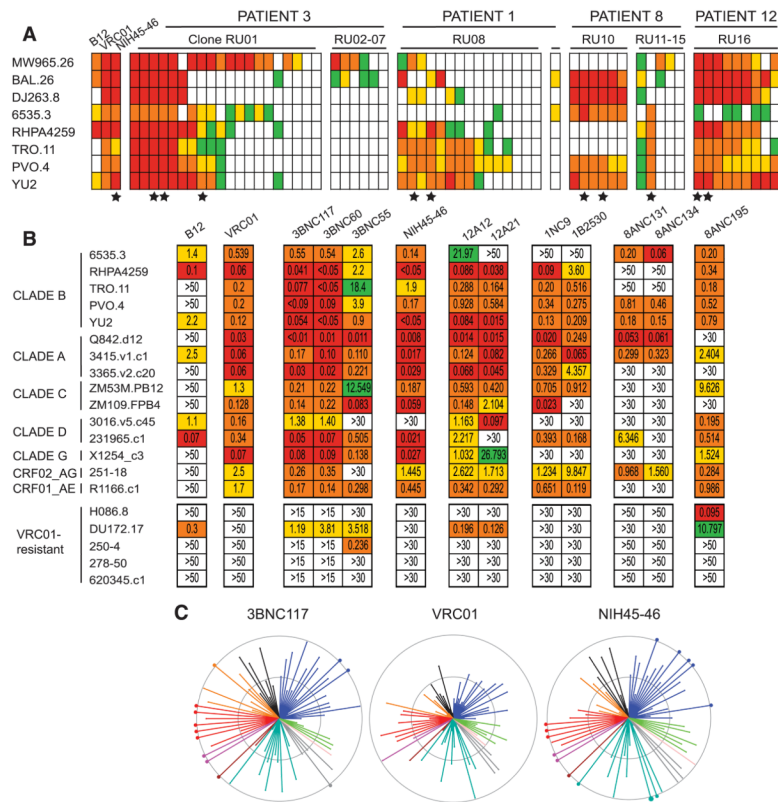 PATIENT 3 PATIENT 1 PATIENT 8 PATIENT 12
A B12 VRC01 NIH45-46 Clone RU01 RU02-07 RU08 RU10 RU11-15 RU16
MW965.26
BAL.26
DJ263.8
6535.3
RHPA4259
TRO.11
PVO.4
YU2
B B12 VRC01 3BNC117 3BNC60 3BNC55 NIH45-46 12A12 12A21 1NC9 1B2530 8ANC131 8ANC134 8ANC195
6535.3 1.4 0.539 0.55 0.54 2.6 0.14 21.97 >50 >50 >50 0.20 0.06 0.20
RHPA4259 0.1 0.06 0.041 <0.05 2.2 <0.05 0.086 0.038 0.09 3.60 >50 >50 0.34
CLADE B TRO.11 >50 0.2 0.077 <0.05 18.4 1.9 0.288 0.164 0.20 0.516 >50 >50 0.18
PVO.4 >50 0.2 <0.09 0.09 3.9 0.17 0.928 0.584 0.34 0.283 0.81 0.46 0.52
YU2 2.2 0.12 0.054 <0.05 0.9 <0.05 0.084 0.015 0.13 0.209 0.18 0.15 0.79
Q842.d12 >50 0.03 <0.01 <0.01 0.011 0.008 0.014 0.015 0.020 0.249 0.053 0.061 >30
CLADE A 3415.v1.c1 2.5 0.06 0.17 0.10 0.110 0.017 0.124 0.082 0.266 0.065 0.299 0.323 2.404
3365.v2.c20 >50 0.06 0.03 0.02 0.221 0.021 0.065 0.045 0.329 4.357 >30 >30 >30
CLADE C ZM53M.PB12 >50 1.3 0.21 0.22 12.549 0.187 0.593 0.420 0.705 0.912 >30 >30 9.626
ZM109.FPB4 >50 0.128 0.14 0.22 0.083 0.059 0.148 2.104 0.023 >30 >30 >30 >30
CLADE D 3016.v5.c45 1.1 0.16 1.38 1.40 >30 >30 1.163 0.097 >30 >30 >30 >30 0.195
231965.c1 0.07 0.34 0.05 0.07 0.505 0.021 2.217 >30 0.393 0.168 6.346 >30 0.514
CLADE G X1254_c3 >50 0.07 0.08 0.09 0.138 0.027 1.032 26.793 >30 >30 >30 >30 1.524
CRF02_AG 251-18 >50 2.5 0.26 0.35 >30 1.445 2.622 1.713 1.234 9.847 0.968 1.560 0.284
CRF01_AE R1166.c1 >50 1.7 0.17 0.14 0.298 0.445 0.342 0.292 0.651 0.119 >30 >30 0.986
H086.8 >50 >50 >15 >15 >30 >30 >30 >30 >30 >30 >50 >50 0.095
VRC01- DU172.17 0.3 >50 1.19 3.81 3.518 >30 0.196 0.126 >30 >30 >30 >30 10.797
resistant 250-4 >50 >50 >15 >15 0.236 >30 >30 >30 >30 >30 >50 >50 >50
278-50 >50 >50 >15 >15 >30 >30 >30 >30 >30 >30 >50 >50 >50
620345.c1 >50 >50 >15 >15 >30 >30 >30 >30 >30 >30 >30 >30 >50
C 3BNC117 VRC01 NIH45-46